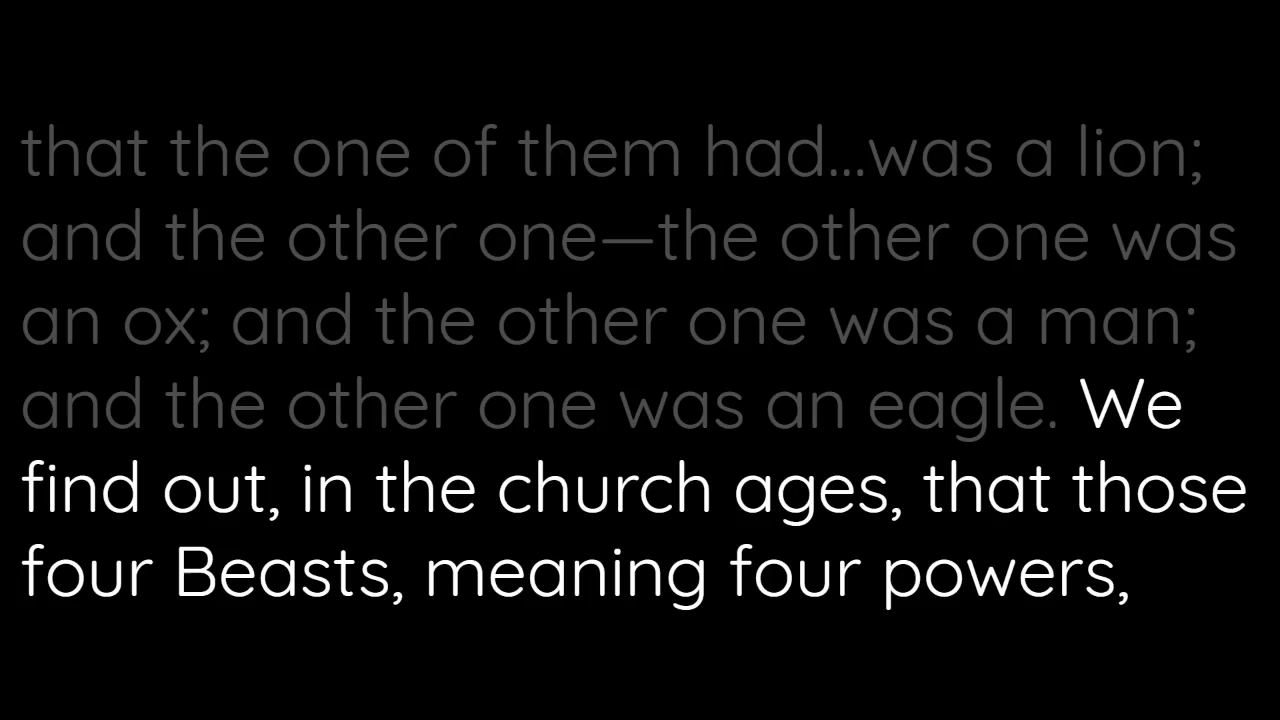 that the one of them had...was a lion;
and the other one—the other one was
an ox; and the other one was a man;
and the other one was an eagle. We
find out, in the church ages, that those
four Beasts, meaning four powers,